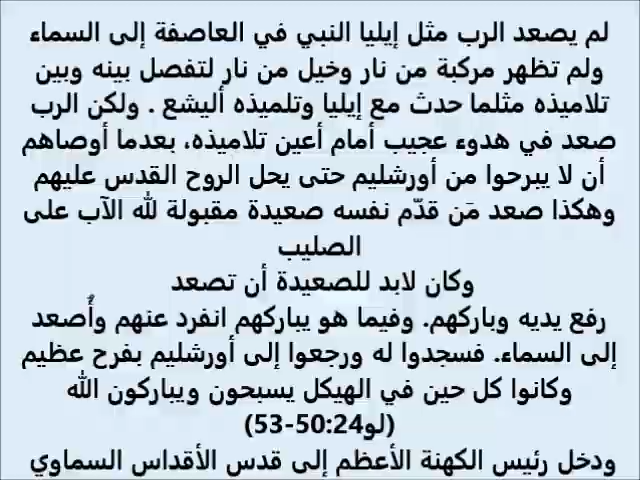 لم يصعد الرب مثل إيليا النبي في العاصفة إلى السماء
ولم تظهر مركبة من نار وخيل من نار لتفصل بينه وبين
تلاميذه مثلما حدث مع إيليا وتلميذه أليشع . ولكن الرب
صعد في هدوء عجيب أمام أعين تلاميذه، بعدما أوصاهم
أن لا يبرحوا من أورشليم حتى يحل الروح القدس عليهم
وهكذا صعد مَن قدّم نفسه صعيدة مقبولة لله الآب على
الصليب
وكان لابد للصعيدة أن تصعد
رفع يديه وباركهم. وفيما هو يباركهم انفرد عنهم وأُصعد
إلى السماء. فسجدوا له ورجعوا إلى أورشليم بفرح عظيم
وكانوا كل حين في الهيكل يسبحون ويباركون الله
(لو50:24-53)
ودخل رئيس الكهنة الأعظم إلى قدس الأقداس السماوي